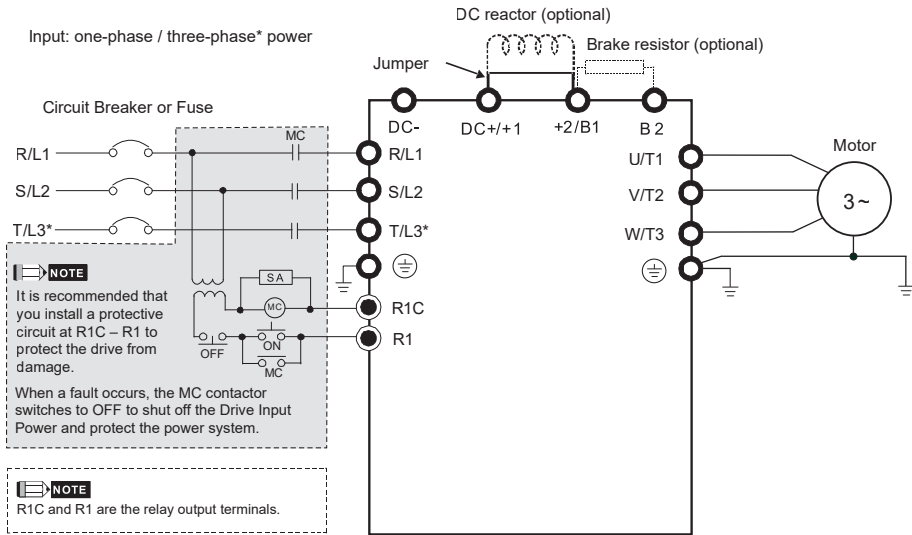 DC reactor (optional)
Input: one-phase / three-phase* power
Brake resistor (optional)
Jumper
Circuit Breaker or Fuse
DC-
DC+/+1
+2/B1
B 2
MC
R/L1
R/L1
S/L2
S/L2
T/L3*
T/L3*
U/T1
V/T2
W/T3
Motor
3~
NOTE
It is recommended that
you install a protective
circuit at R1C – R1 to
protect the drive from
damage.
When a fault occurs, the MC contactor
switches to OFF to shut off the Drive Input
Power and protect the power system.
SA
MC
R1C
R1
OFF
ON
MC
NOTE
R1C and R1 are the relay output terminals.